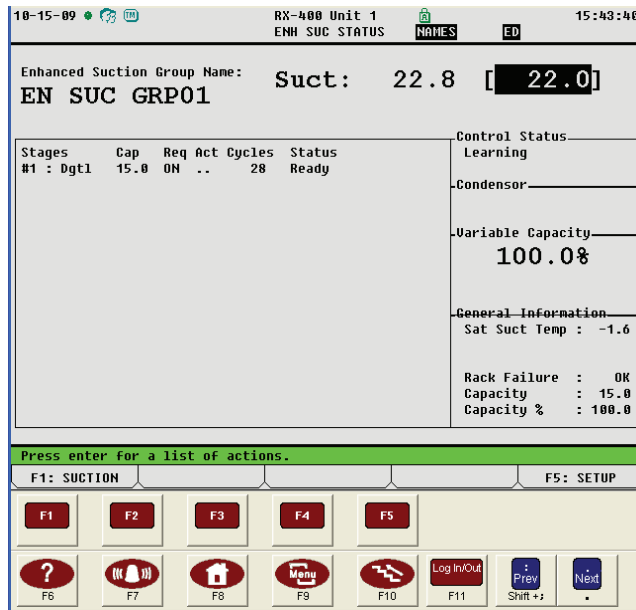 10-15-09 TM RX-400 Unit 1 A 15:43:40
ENH SUC STATUS NAMES ED
Enhanced Suction Group Name: Suct: 22.8 [ 22.0]
EN SUC GRP01
Stages Cap Req Act Cycles Status
#1 : Dgtl 15.0 ON .. 28 Ready
Control Status
Learning
Condensor
Variable Capacity
100.0%
General Information
Sat Suct Temp : -1.6
Rack Failure : OK
Capacity : 15.0
Capacity % : 100.0
Press enter for a list of actions.
F1: SUCTION F5: SETUP
F1 F2 F3 F4 F5
? Menu Log In/Out : Prev . Next
F6 F7 F8 F9 F10 F11 Shift +; .